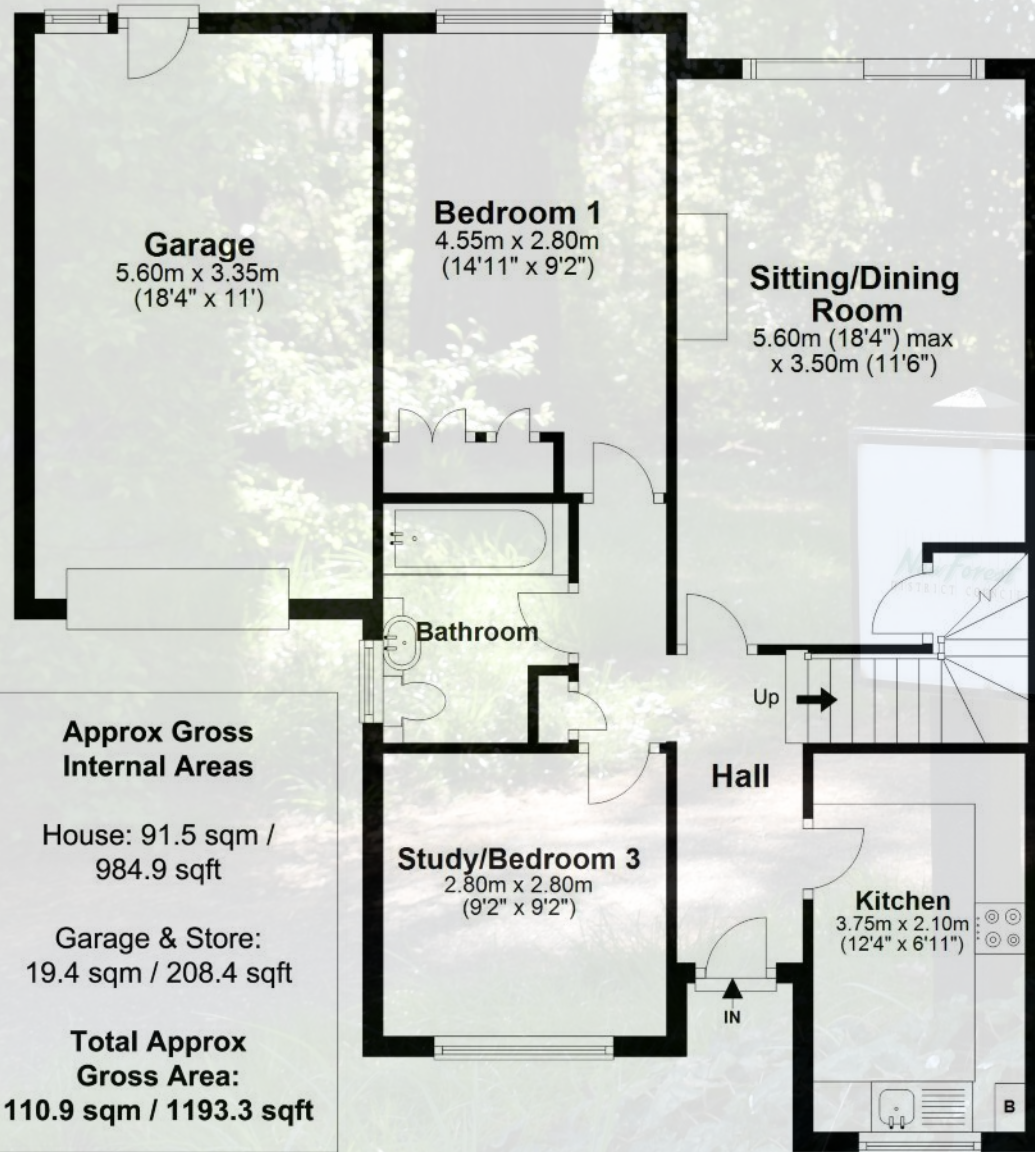 Garage
5.60m x 3.35m
(18'4" x 11')
Bedroom 1
4.55m x 2.80m
(14'11" x 9'2")
Sitting/Dining
Room
5.60m (18'4") max
x 3.50m (11'6")
New Forest
DISTRICT COUNCIL
Bathroom
Up
Hall
Approx Gross
Internal Areas
House: 91.5 sqm /
984.9 sqft
Garage & Store:
19.4 sqm / 208.4 sqft
Total Approx
Gross Area:
110.9 sqm / 1193.3 sqft
Study/Bedroom 3
2.80m x 2.80m
(9'2" x 9'2")
Kitchen
3.75m x 2.10m
(12'4" x 6'11")
IN
B